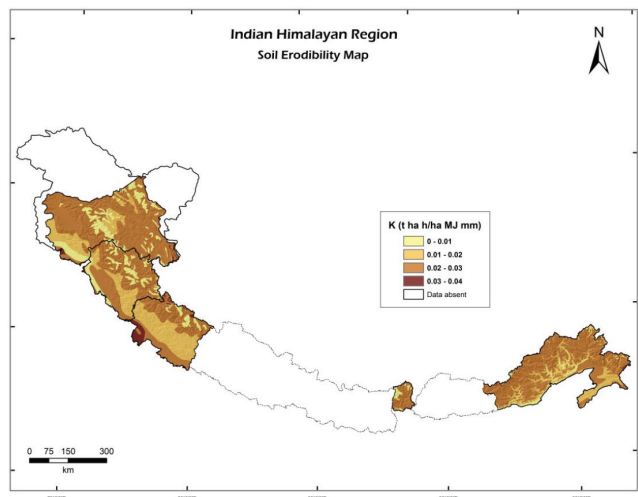 Indian Himalayan Region
Soil Erodibility Map
N
K (t ha h/ha MJ mm)
0 - 0.01
0.01 - 0.02
0.02 - 0.03
0.03 - 0.04
Data absent
0 75 150 300
km